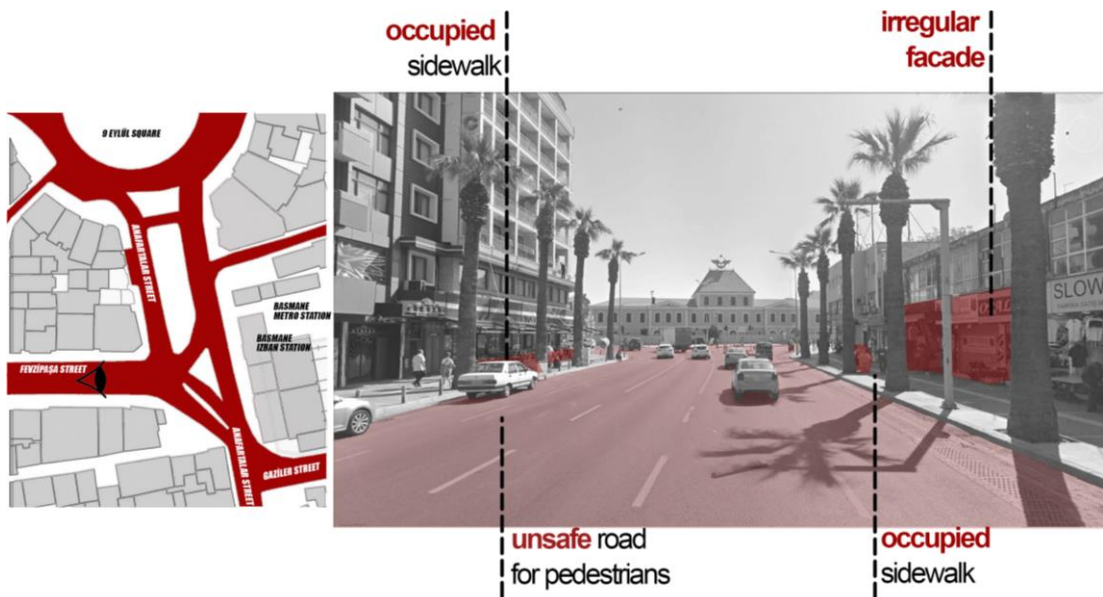 occupied
sidewalk
irregular
facade
9 EYLÜL SQUARE
ANAFARTALAR STREET
BASMANE
METRO STATION
BASMANE
IZBAN STATION
FEVZİPAŞA STREET
ANAFARTALAR STREET
GAZİLER STREET
SLOW
unsafe road
for pedestrians
occupied
sidewalk